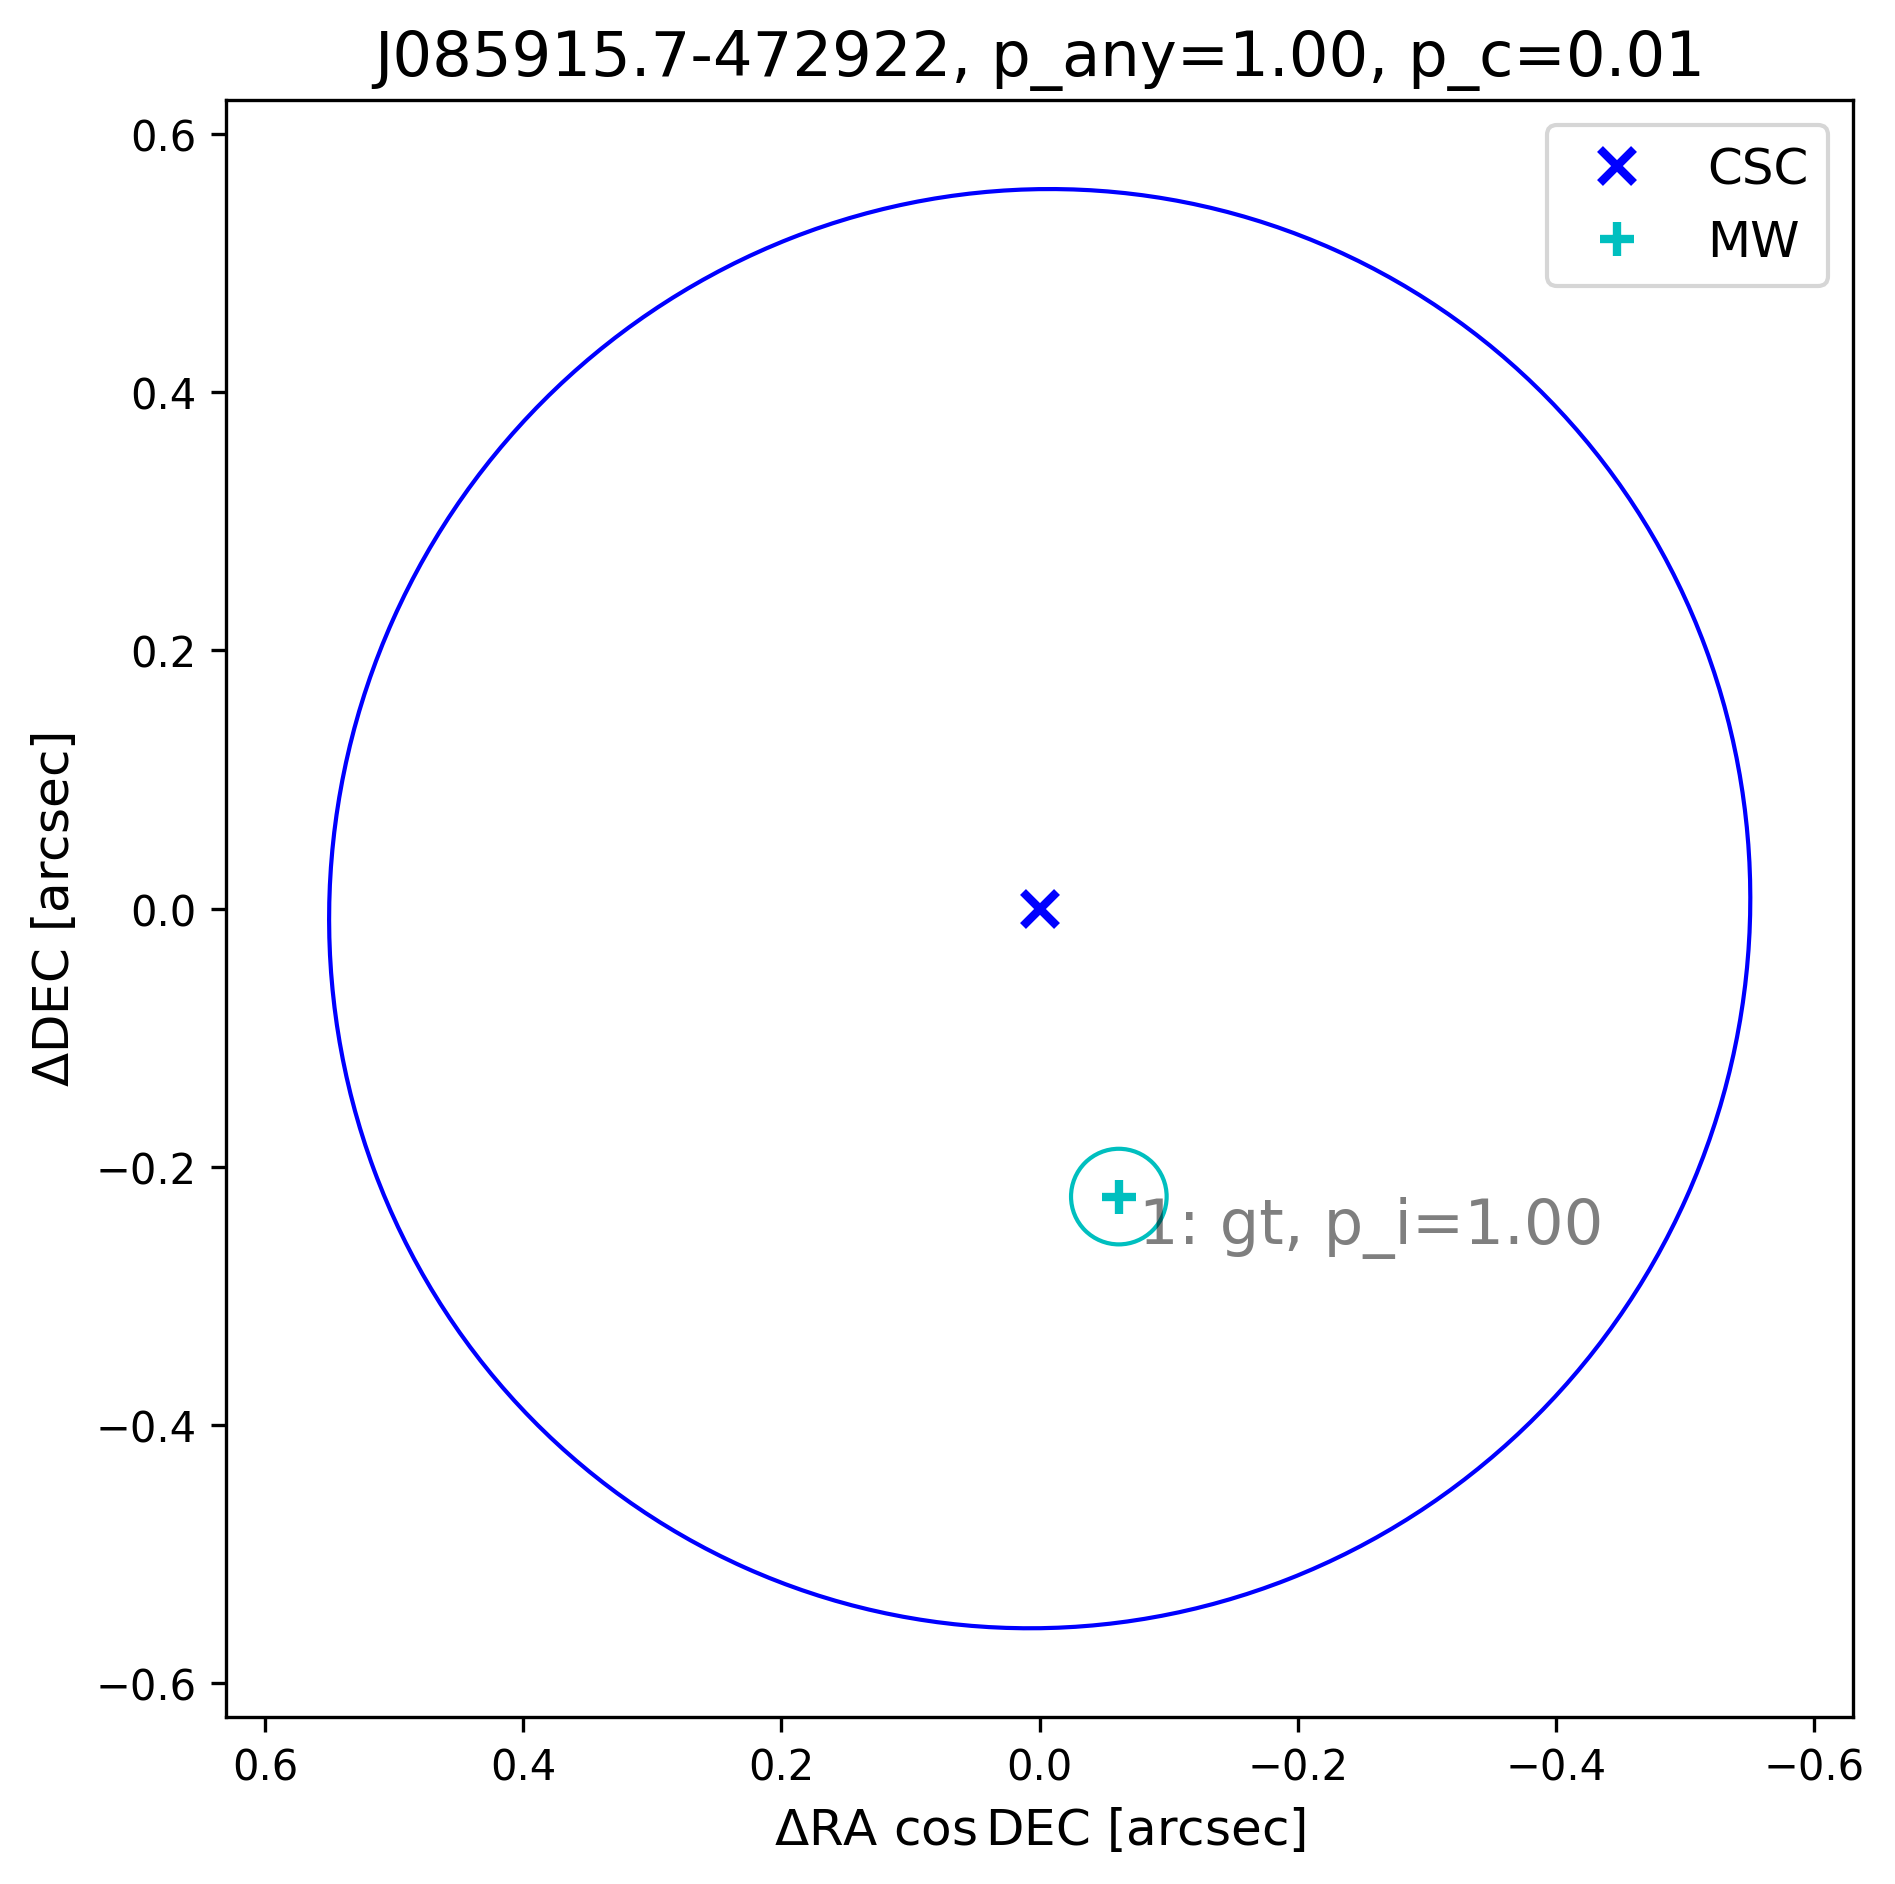 J085915.7-472922, p_any=1.00, p_c=0.01
CSC
MW
0.6
0.4
0.2
0.0
−0.2
−0.4
−0.6
ΔDEC [arcsec]
1: gt, p_i=1.00
0.6 0.4 0.2 0.0 −0.2 −0.4 −0.6
ΔRA cos DEC [arcsec]